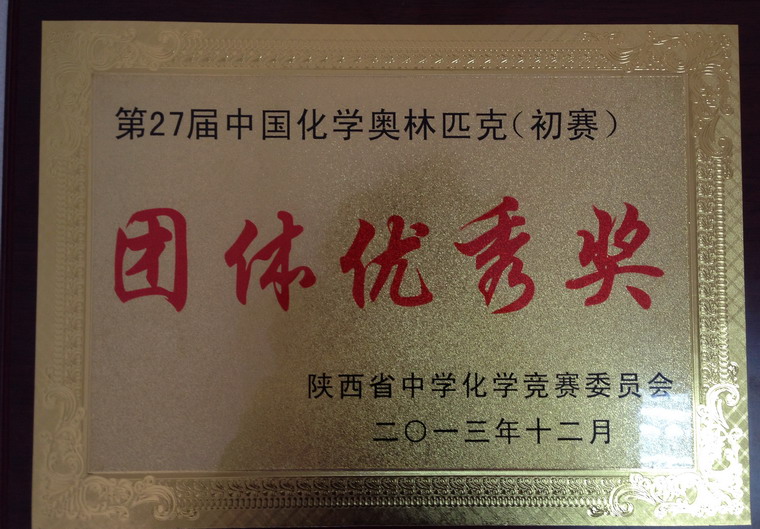 第27届中国化学奥林匹克（初赛）
团体优秀奖
陕西省中学化学竞赛委员会
二〇一三年十二月